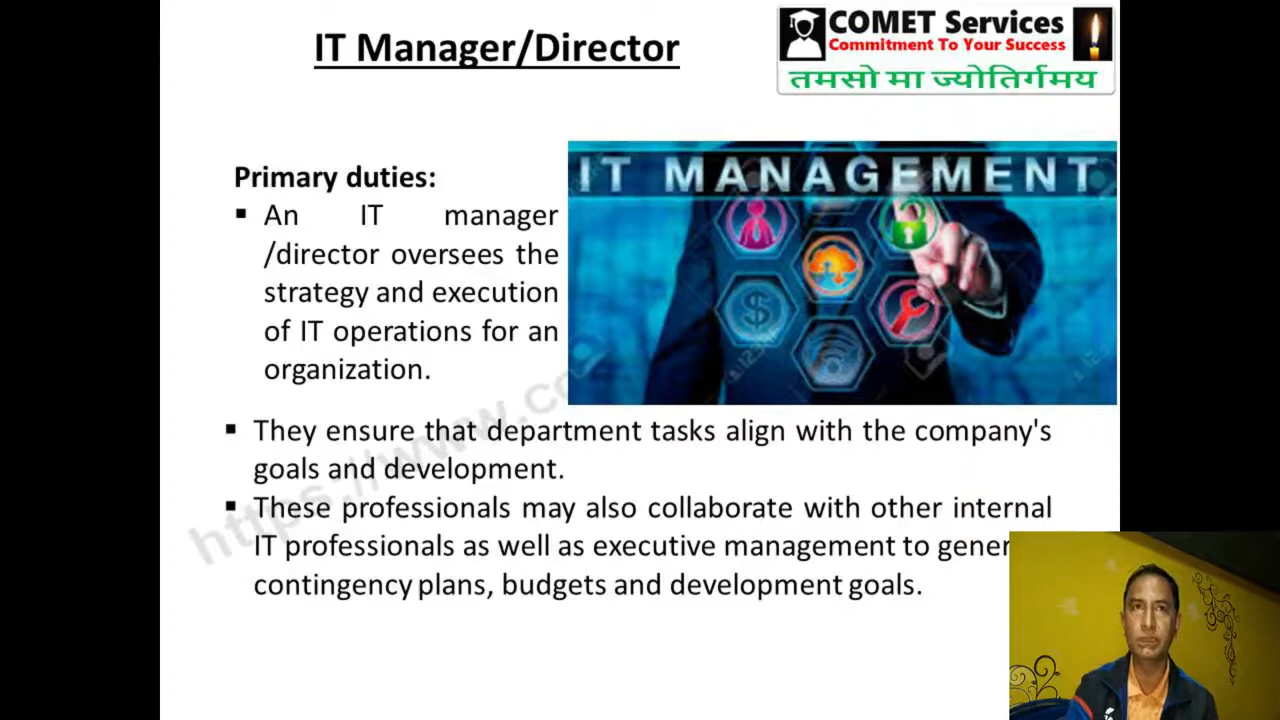 IT Manager/Director
COMET Services
Commitment To Your Success
तमसो मा ज्योतिर्गमय
IT MANAGEMENT
Primary duties:
▪ An IT manager
/director oversees the
strategy and execution
of IT operations for an
organization.
▪ They ensure that department tasks align with the company's
goals and development.
▪ These professionals may also collaborate with other internal
IT professionals as well as executive management to gener
contingency plans, budgets and development goals.
https://www.co